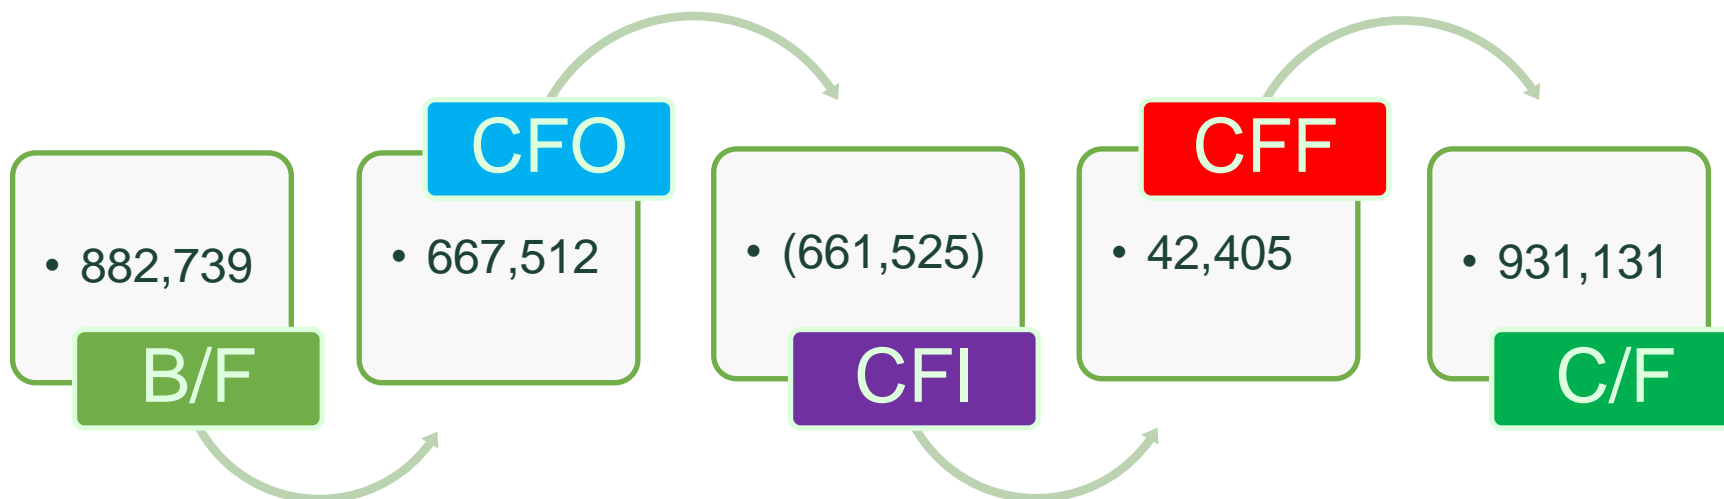 • 882,739
B/F
CFO
• 667,512
• (661,525)
CFI
CFF
• 42,405
• 931,131
C/F